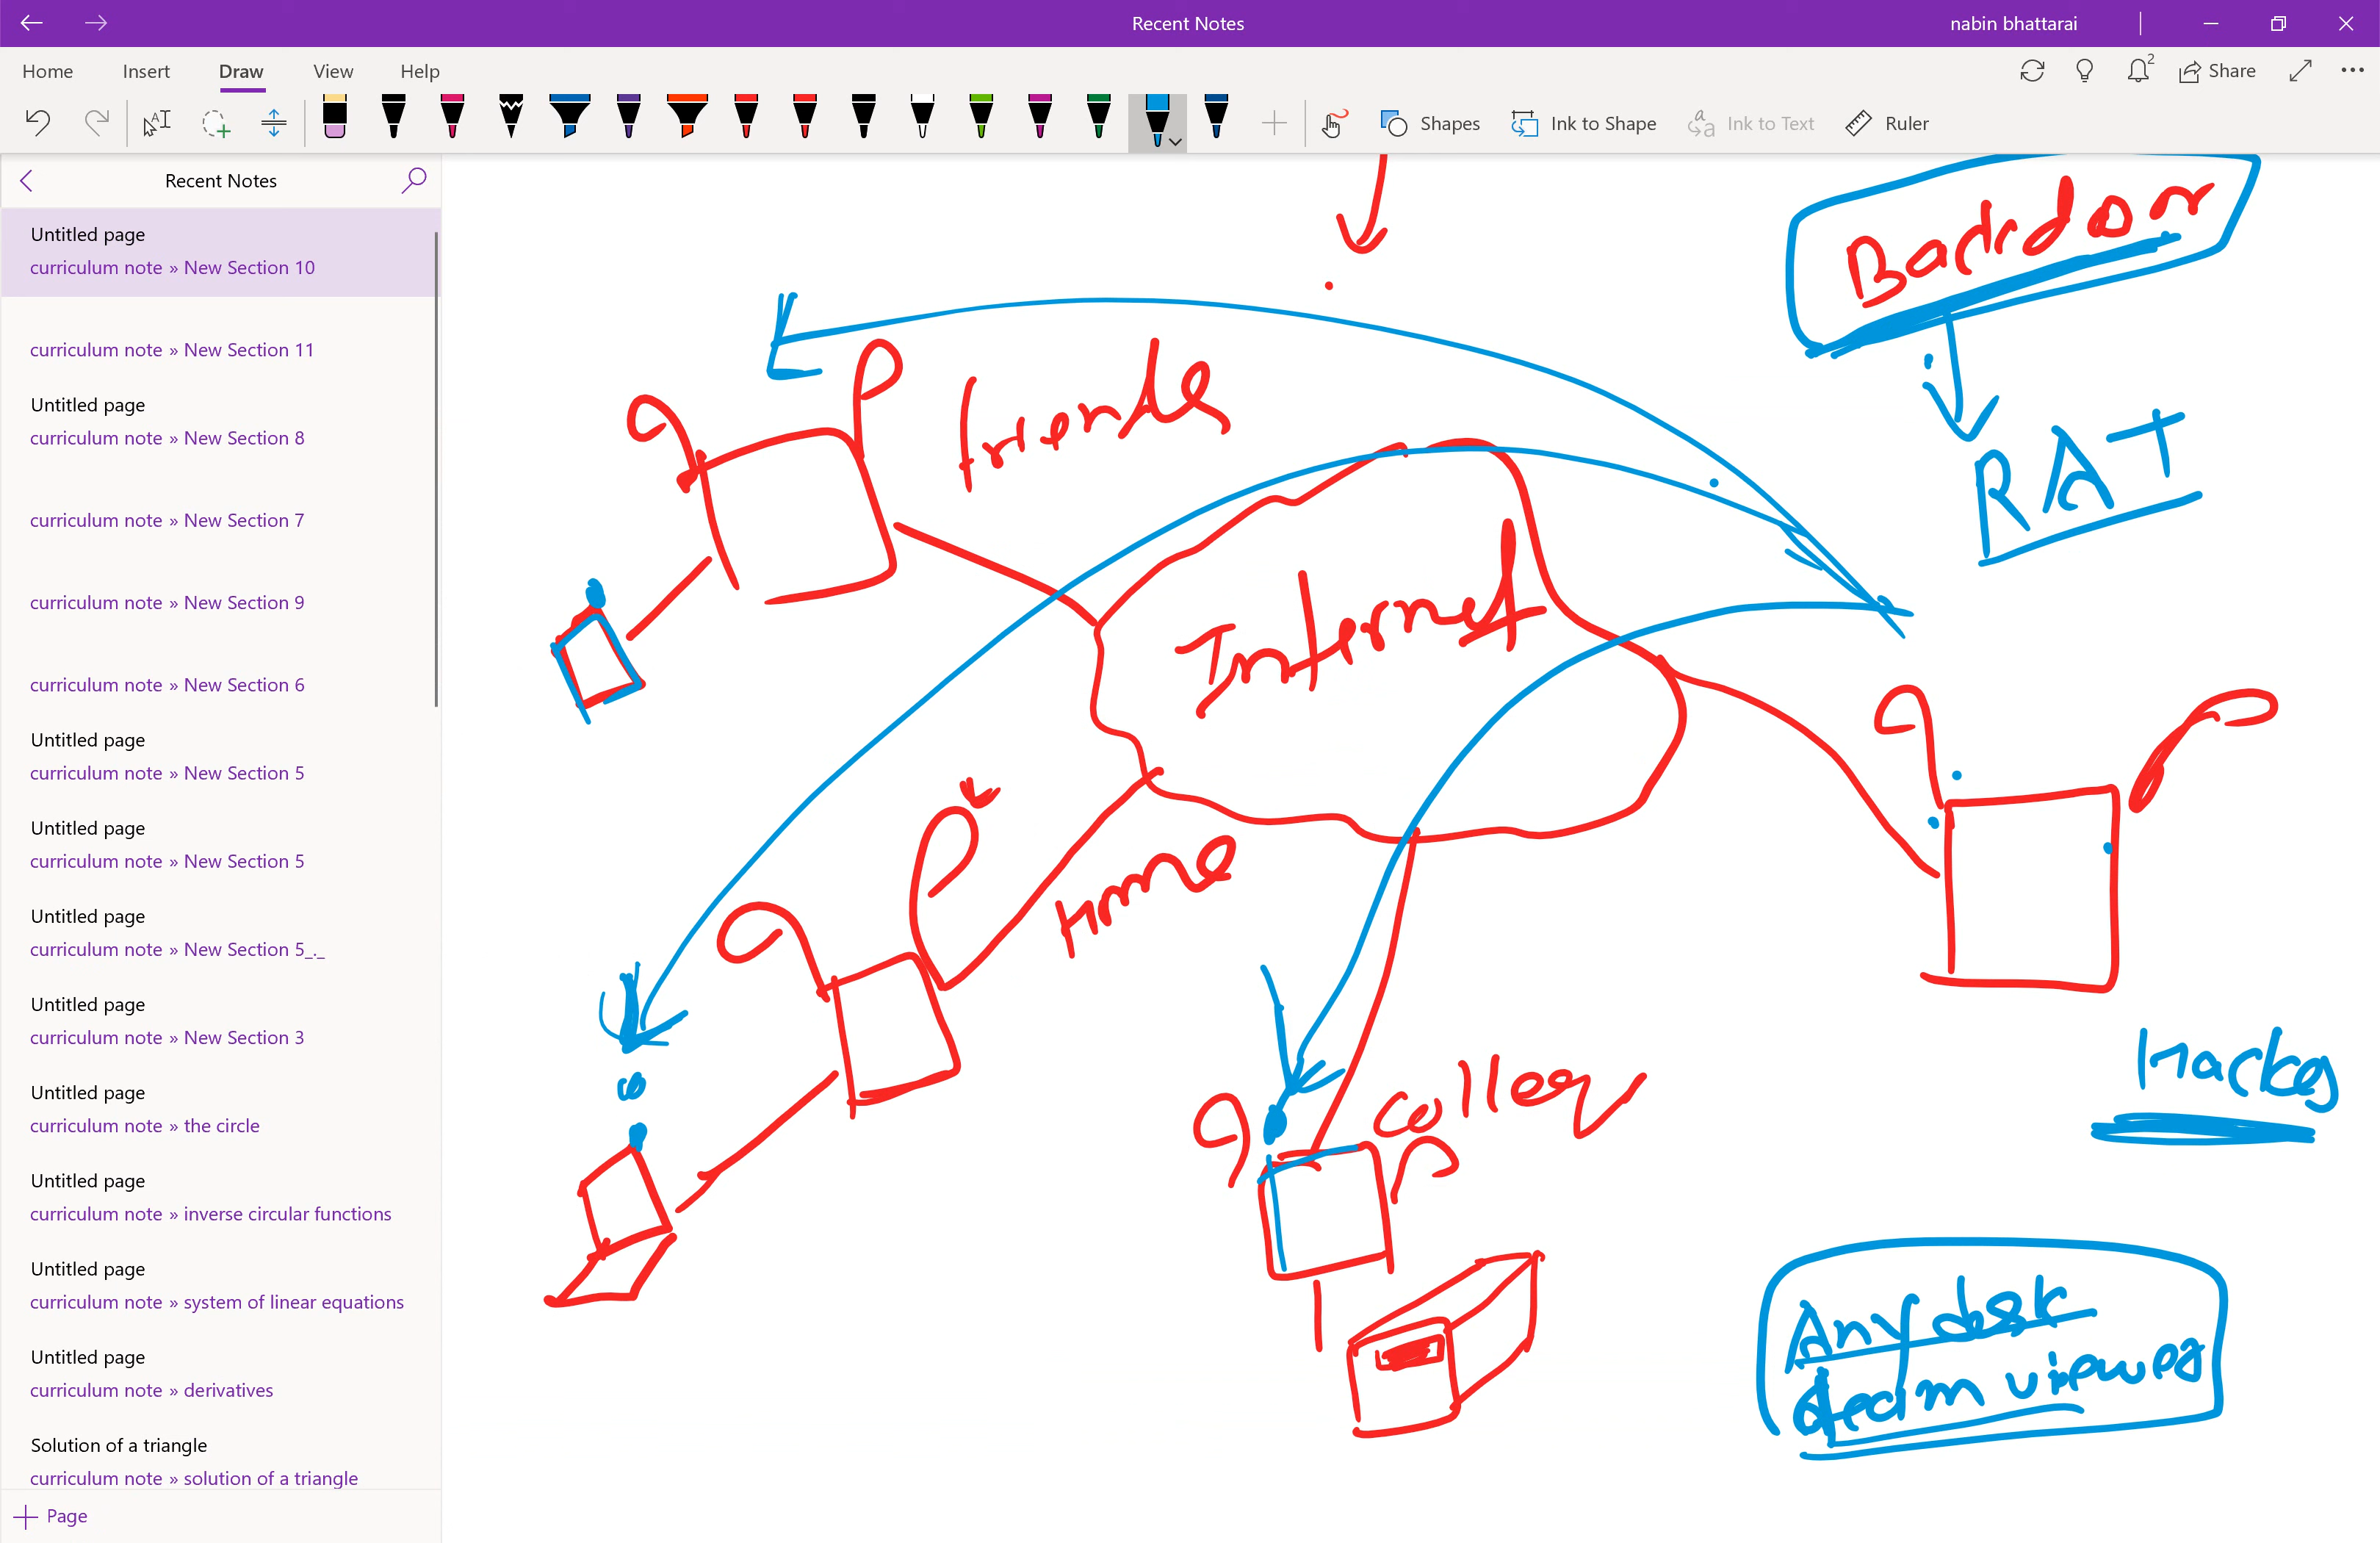 Recent Notes
nabin bhattarai
Home Insert Draw View Help
2
Share
Shapes
Ink to Shape
Ink to Text
Ruler
Recent Notes
Untitled page
curriculum note » New Section 10
curriculum note » New Section 11
Untitled page
curriculum note » New Section 8
curriculum note » New Section 7
curriculum note » New Section 9
curriculum note » New Section 6
Untitled page
curriculum note » New Section 5
Untitled page
curriculum note » New Section 5
Untitled page
curriculum note » New Section 5_._
Untitled page
curriculum note » New Section 3
Untitled page
curriculum note » the circle
Untitled page
curriculum note » inverse circular functions
Untitled page
curriculum note » system of linear equations
Untitled page
curriculum note » derivatives
Solution of a triangle
curriculum note » solution of a triangle
Page
Backdoor
RAT
Internet
Home
Any desk
team viewer